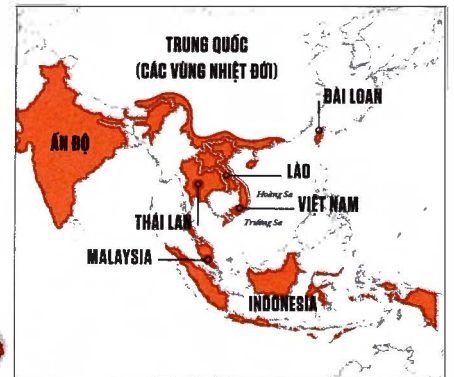 TRUNG QUỐC
(CÁC VÙNG NHIỆT ĐỚI)
ĐÀI LOAN
ẤN ĐỘ
LÀO
Hoàng Sa
VIỆT NAM
THÁI LAN
Trường Sa
MALAYSIA
INDONESIA